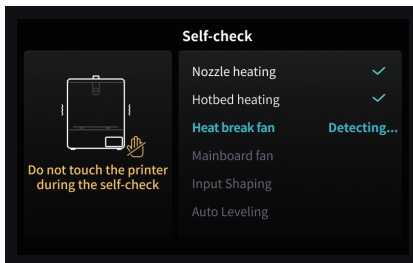 Self-check
Do not touch the printer
during the self-check
Nozzle heating
Hotbed heating
Heat break fan Detecting...
Mainboard fan
Input Shaping
Auto Leveling